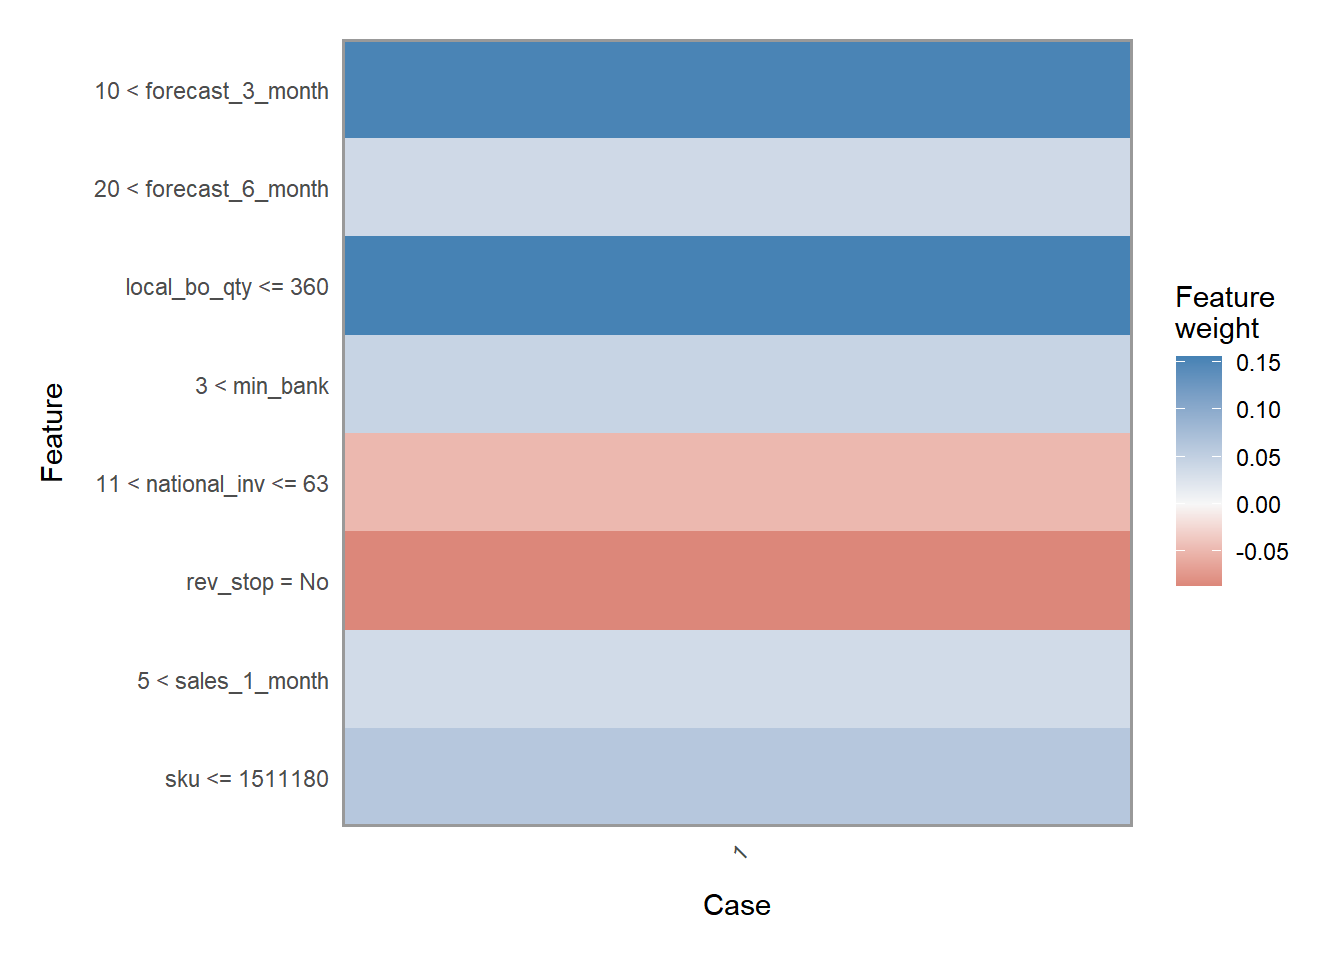 10 < forecast_3_month
20 < forecast_6_month
local_bo_qty <= 360
3 < min_bank
11 < national_inv <= 63
rev_stop = No
5 < sales_1_month
sku <= 1511180
Feature
1
Case
Feature
weight
0.15
0.10
0.05
0.00
-0.05